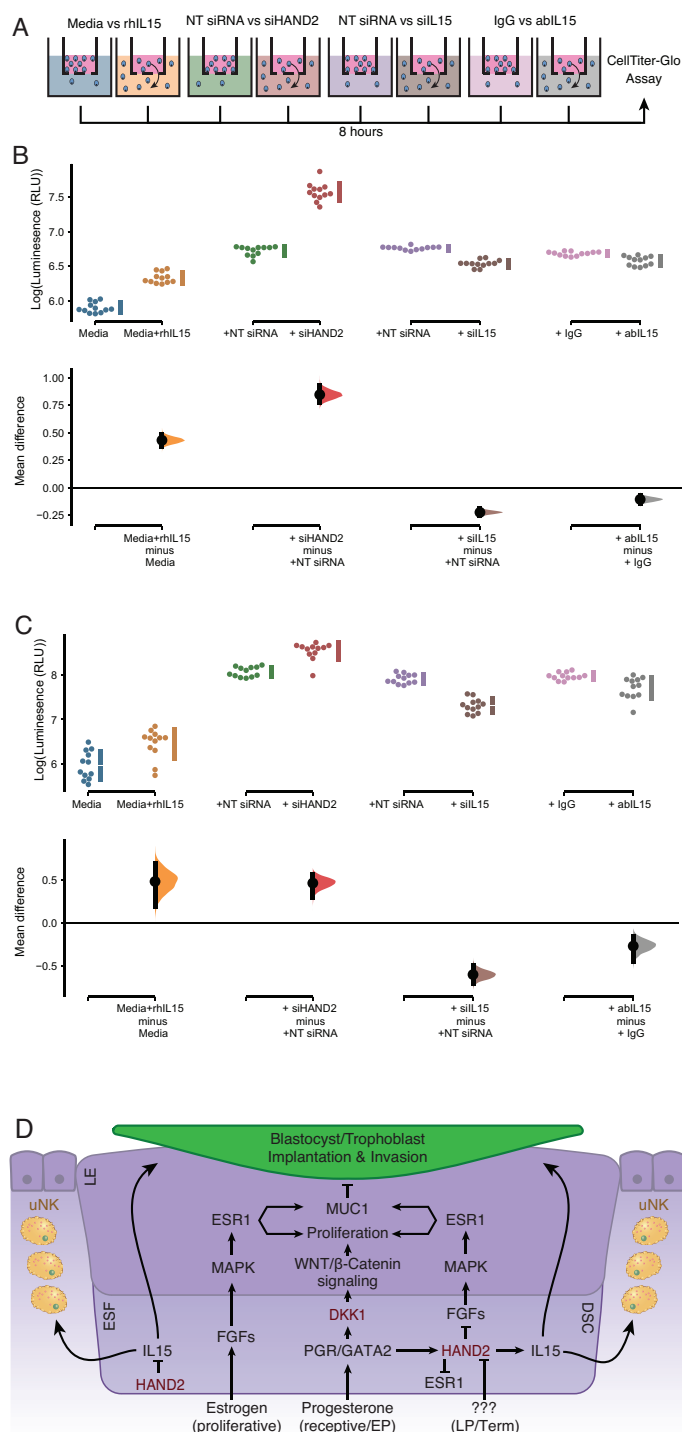 A
Media vs rhIL15
NT siRNA vs siHAND2
NT siRNA vs siIL15
IgG vs abIL15
CellTiter-Glo
Assay
8 hours
B
Log(Luminesence (RLU))
7.5
7.0
6.5
6.0
Media
Media+rhIL15
+NT siRNA
+ siHAND2
+NT siRNA
+ siIL15
+ IgG
+ abIL15
Mean difference
1.00
0.75
0.50
0.25
0.00
−0.25
Media+rhIL15
minus
Media
+ siHAND2
minus
+NT siRNA
+ siIL15
minus
+NT siRNA
+ abIL15
minus
+ IgG
C
Log(Luminesence (RLU))
8
7
6
Media
Media+rhIL15
+NT siRNA
+ siHAND2
+NT siRNA
+ siIL15
+ IgG
+ abIL15
Mean difference
0.5
0.0
−0.5
Media+rhIL15
minus
Media
+ siHAND2
minus
+NT siRNA
+ siIL15
minus
+NT siRNA
+ abIL15
minus
+ IgG
D
Blastocyst/Trophoblast
Implantation & Invasion
LE
uNK
uNK
MUC1
ESR1
ESR1
Proliferation
MAPK
WNT/β-Catenin
signaling
MAPK
ESF
DSC
DKK1
FGFs
FGFs
PGR/GATA2
HAND2
IL15
IL15
HAND2
ESR1
Estrogen
(proliferative)
Progesterone
(receptive/EP)
???
(LP/Term)